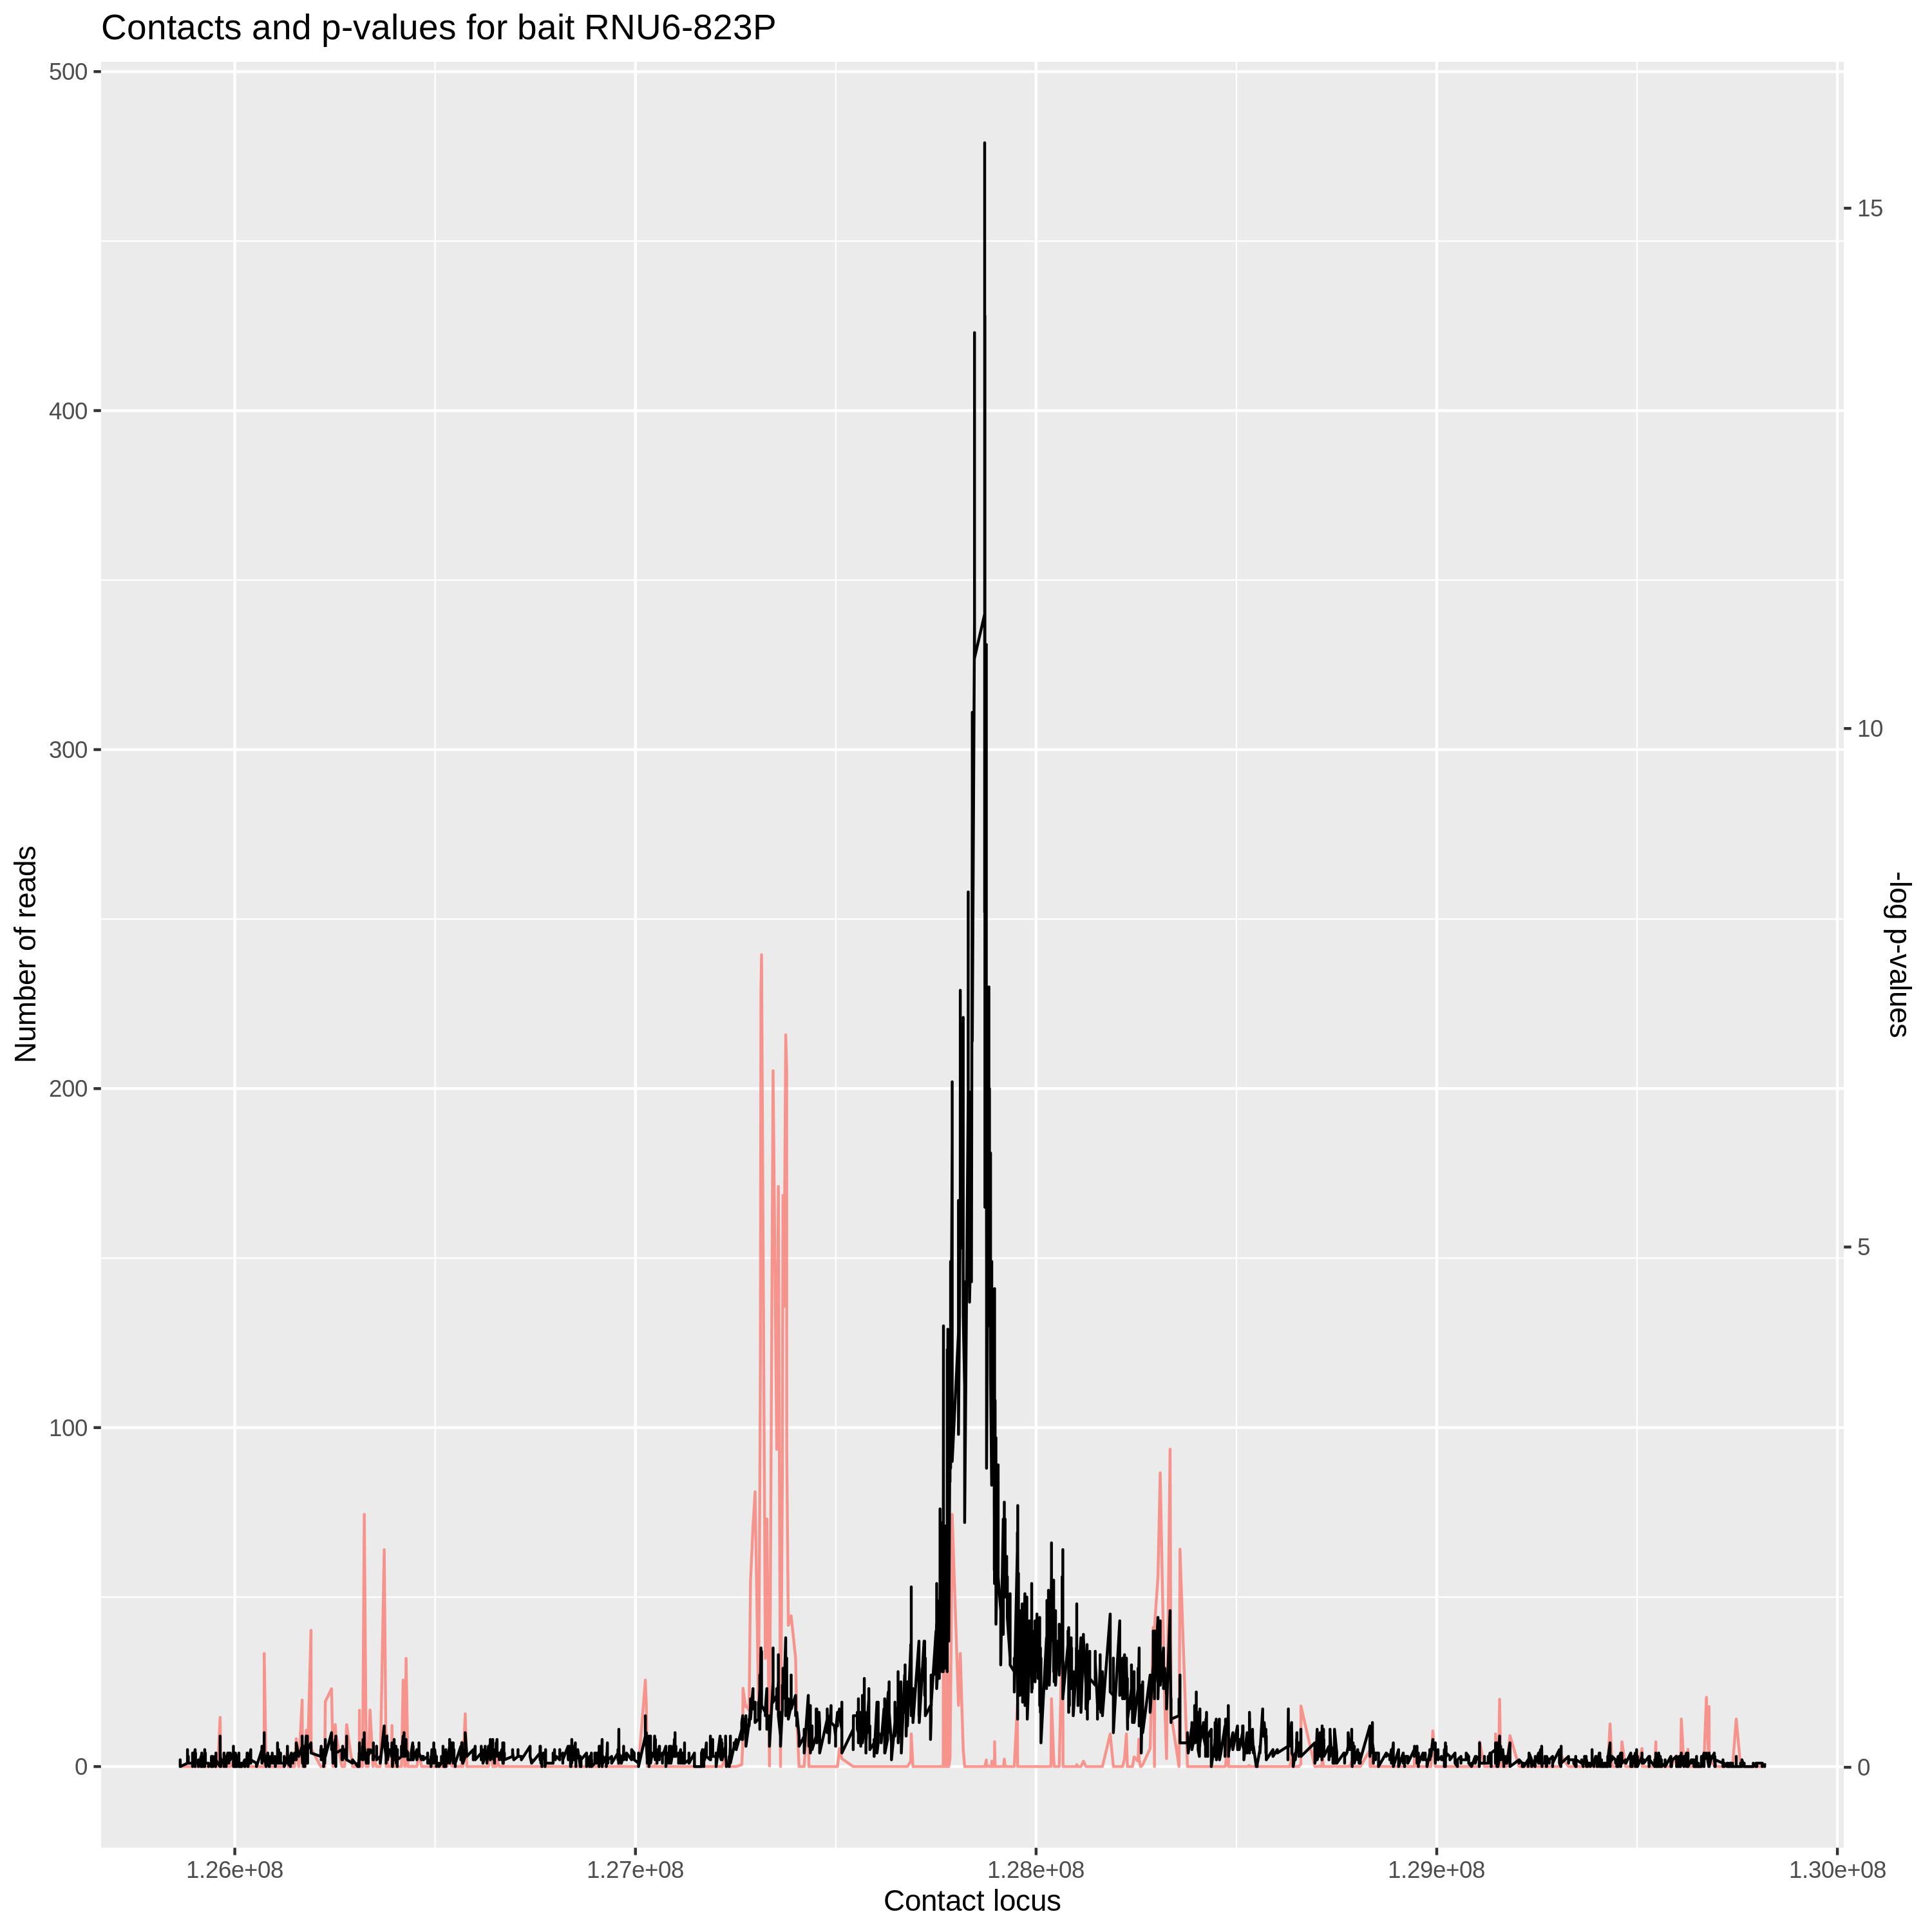 Contacts and p-values for bait RNU6-823P
500
400
300
200
100
0
Number of reads
15
10
5
0
-log p-values
1.26e+08
1.27e+08
1.28e+08
1.29e+08
1.30e+08
Contact locus